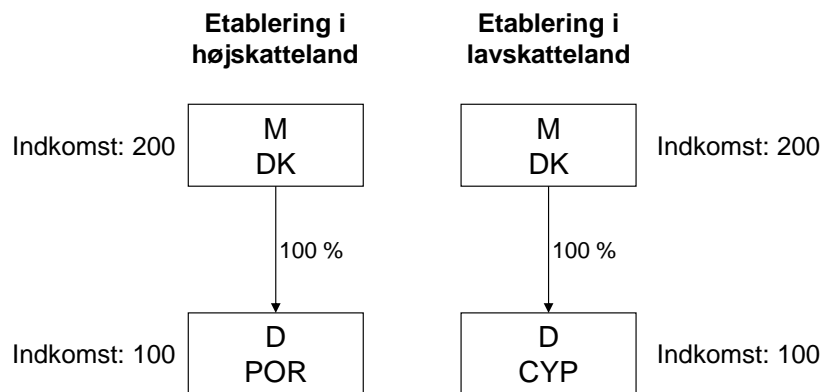 Etablering i
højskatteland
Etablering i
lavskatteland
Indkomst: 200
M
DK
M
DK
Indkomst: 200
100 %
100 %
Indkomst: 100
D
POR
D
CYP
Indkomst: 100